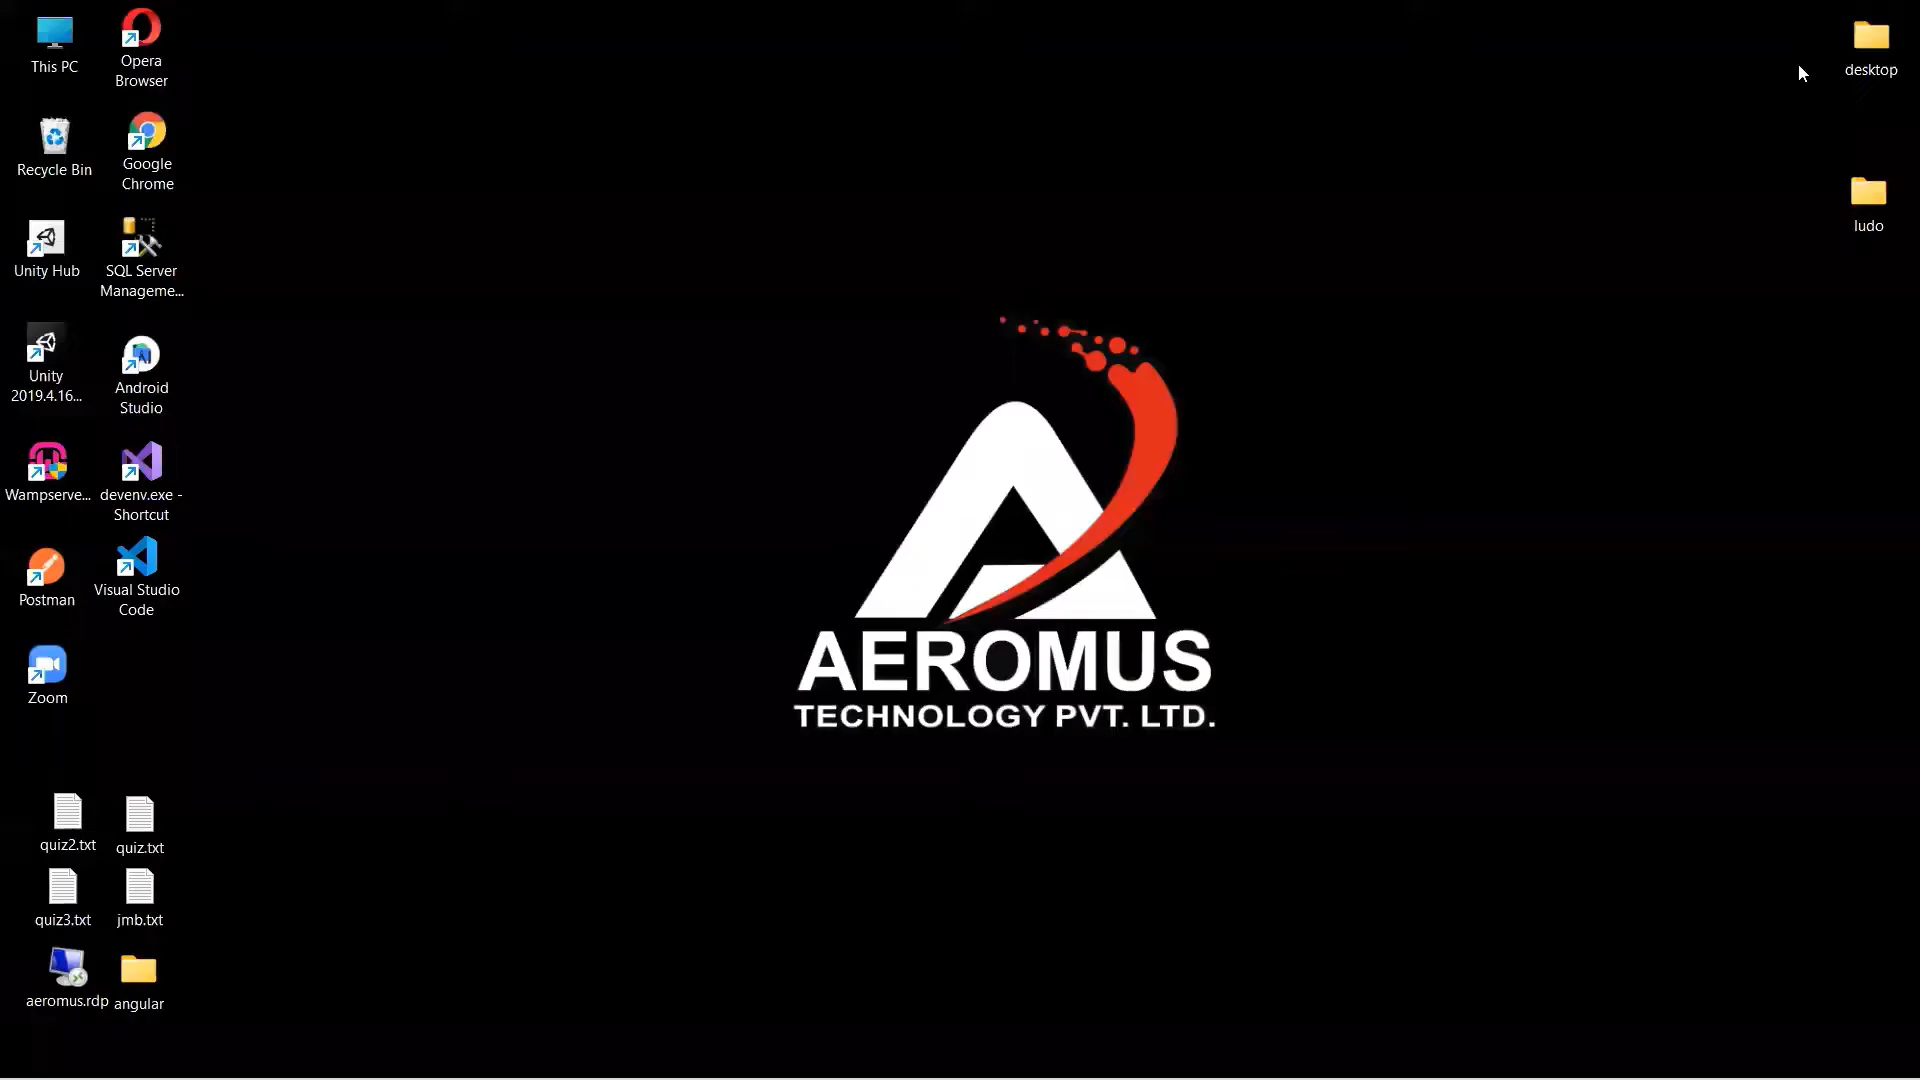 This PC
Opera
Browser
desktop
Recycle Bin
Google
Chrome
ludo
Unity Hub
SQL Server
Manageme...
Unity
2019.4.16...
Android
Studio
Wampserve...
devenv.exe -
Shortcut
Postman
Visual Studio
Code
Zoom
AEROMUS
TECHNOLOGY PVT. LTD.
quiz2.txt
quiz.txt
quiz3.txt
jmb.txt
aeromus.rdp
angular